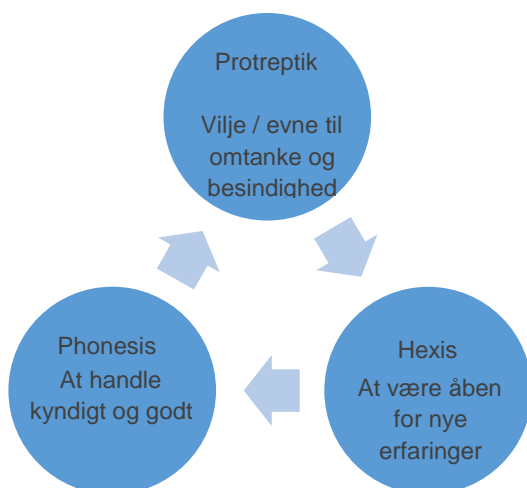 Protreptik
Vilje / evne til
omtanke og
besindighed
Hexis
At være åben
for nye
erfaringer
Phonesis
At handle
kyndigt og godt